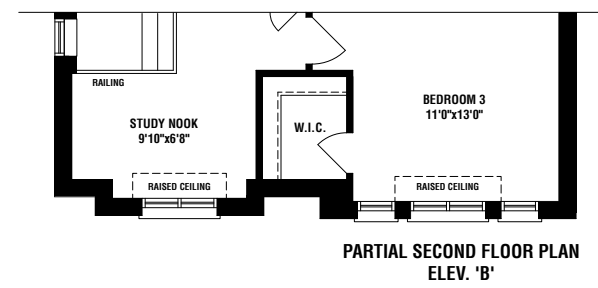 RAILING
STUDY NOOK
9'10"x6'8"
RAISED CEILING
W.I.C.
BEDROOM 3
11'0"x13'0"
RAISED CEILING
PARTIAL SECOND FLOOR PLAN
ELEV. 'B'